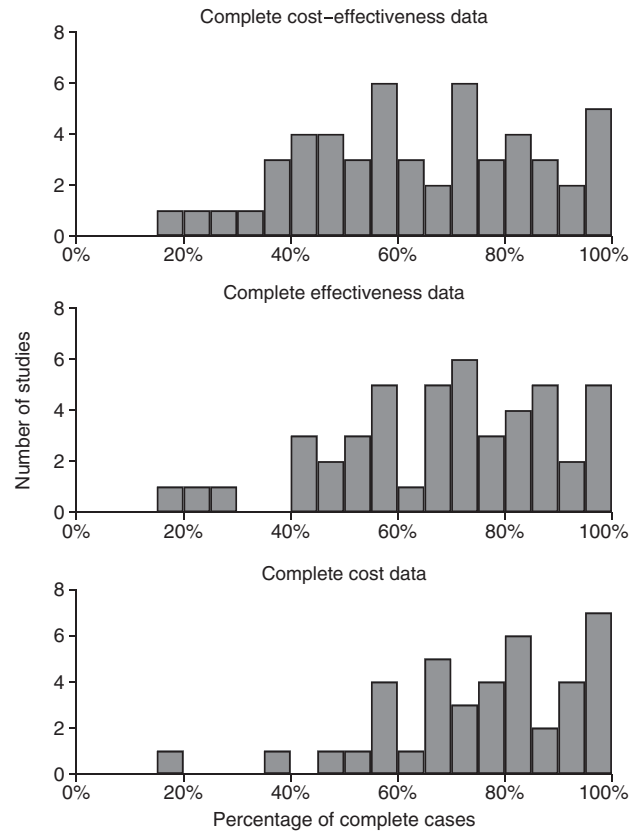 Complete cost–effectiveness data
8
6
4
2
0
0% 20% 40% 60% 80% 100%
Complete effectiveness data
8
6
4
2
0
0% 20% 40% 60% 80% 100%
Number of studies
Complete cost data
8
6
4
2
0
0% 20% 40% 60% 80% 100%
Percentage of complete cases